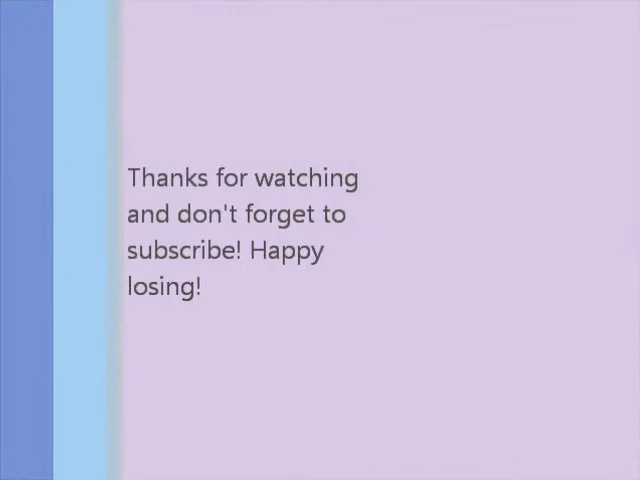 Thanks for watching
and don't forget to
subscribe! Happy
losing!